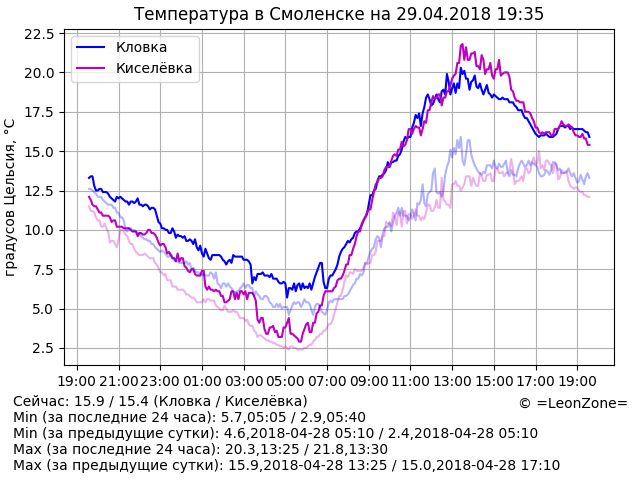 Температура в Смоленске на 29.04.2018 19:35
Кловка
Киселёвка
градусов Цельсия, °C
22.5
20.0
17.5
15.0
12.5
10.0
7.5
5.0
2.5
19:00 21:00 23:00 01:00 03:00 05:00 07:00 09:00 11:00 13:00 15:00 17:00 19:00
Сейчас: 15.9 / 15.4 (Кловка / Киселёвка)
© =LeonZone=
Min (за последние 24 часа): 5.7,05:05 / 2.9,05:40
Min (за предыдущие сутки): 4.6,2018-04-28 05:10 / 2.4,2018-04-28 05:10
Max (за последние 24 часа): 20.3,13:25 / 21.8,13:30
Max (за предыдущие сутки): 15.9,2018-04-28 13:25 / 15.0,2018-04-28 17:10